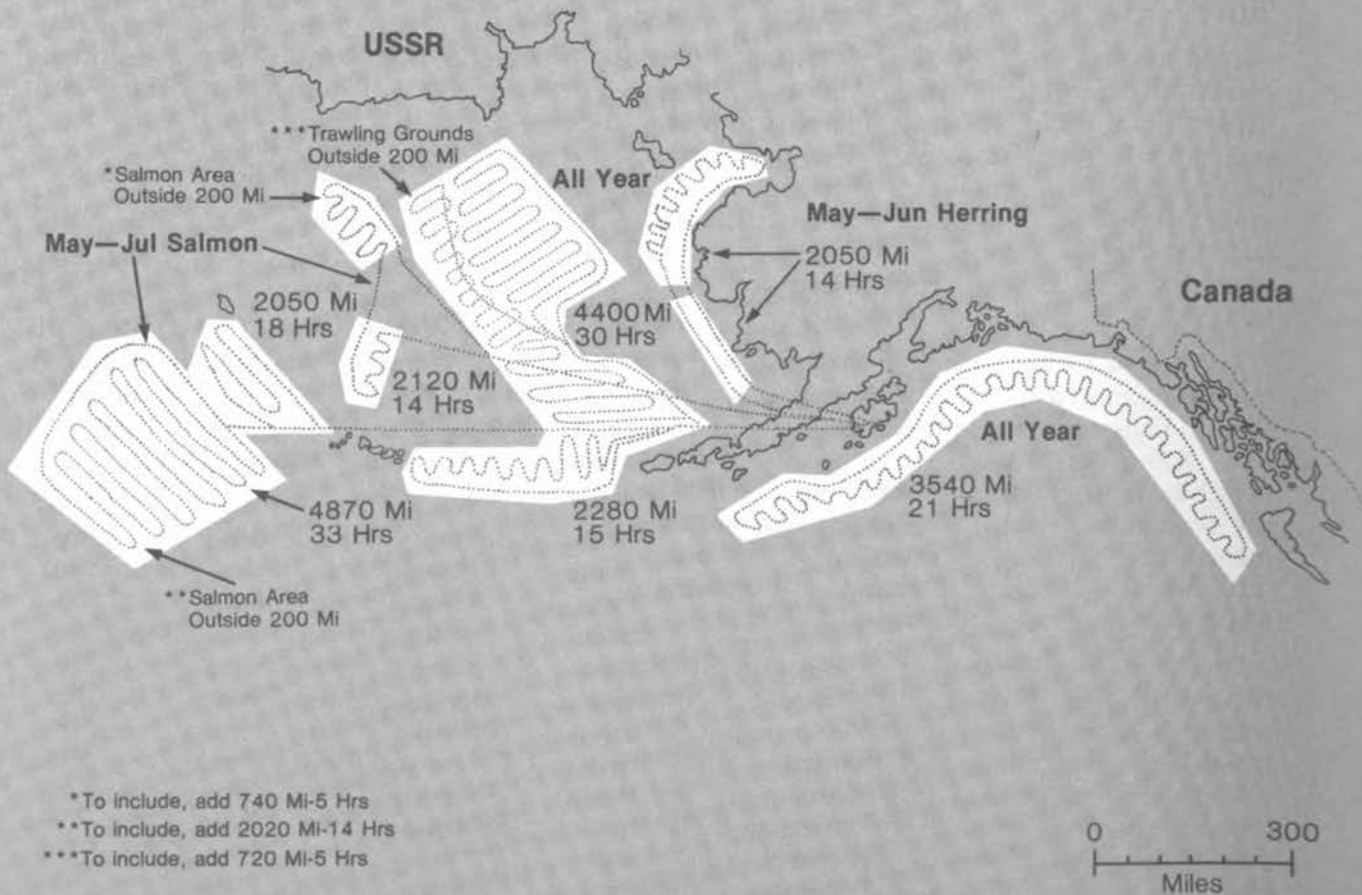 USSR
***Trawling Grounds
Outside 200 Mi
*Salmon Area
Outside 200 Mi
All Year
May—Jun Herring
2050 Mi
14 Hrs
May—Jul Salmon
Canada
2050 Mi
18 Hrs
4400 Mi
30 Hrs
2120 Mi
14 Hrs
All Year
3540 Mi
21 Hrs
4870 Mi
33 Hrs
2280 Mi
15 Hrs
**Salmon Area
Outside 200 Mi
*To include, add 740 Mi-5 Hrs
**To include, add 2020 Mi-14 Hrs
***To include, add 720 Mi-5 Hrs
0 300
Miles